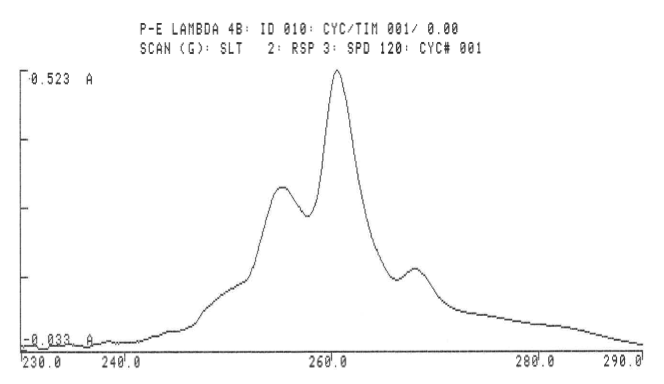 P-E LAMBDA 4B: ID 010: CYC/TIM 001/ 0.00
SCAN (G): SLT 2: RSP 3: SPD 120: CYC# 001
0.523 A
-0.033 A
230.0 240.0 260.0 280.0 290.0